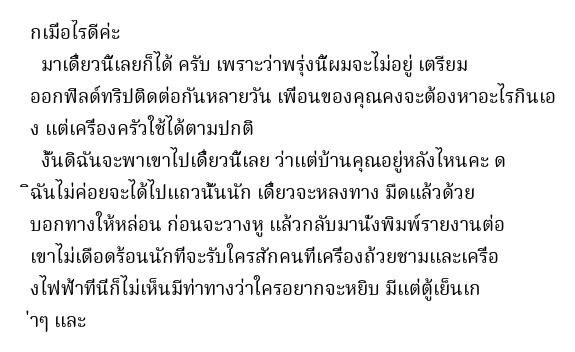 กเมื่อไรดีค่ะ
มาเดี๋ยวนี้เลยก็ได้ ครับ เพราะว่าพรุ่งนี้ผมจะไม่อยู่ เตรียม
ออกฟิลด์ทริปติดต่อกันหลายวัน เพื่อนของคุณคงจะต้องหาอะไรกินเอ
ง แต่เครื่องครัวใช้ได้ตามปกติ
งั้นดิฉันจะพาเขาไปเดี๋ยวนี้เลย ว่าแต่บ้านคุณอยู่หลังไหนคะ ด
ิฉันไม่ค่อยจะได้ไปแถวนั้นนัก เดี๋ยวจะหลงทาง มืดแล้วด้วย
บอกทางให้หล่อน ก่อนจะวางหู แล้วกลับมานั่งพิมพ์รายงานต่อ
เขาไม่เดือดร้อนนักที่จะรับใครสักคนที่เครื่องถ้วยชามและเครื่อ
งไฟฟ้าที่นี่ก็ไม่เห็นมีท่าทางว่าใครอยากจะหยิบ มีแต่ตู้เย็นเก
่าๆ และ